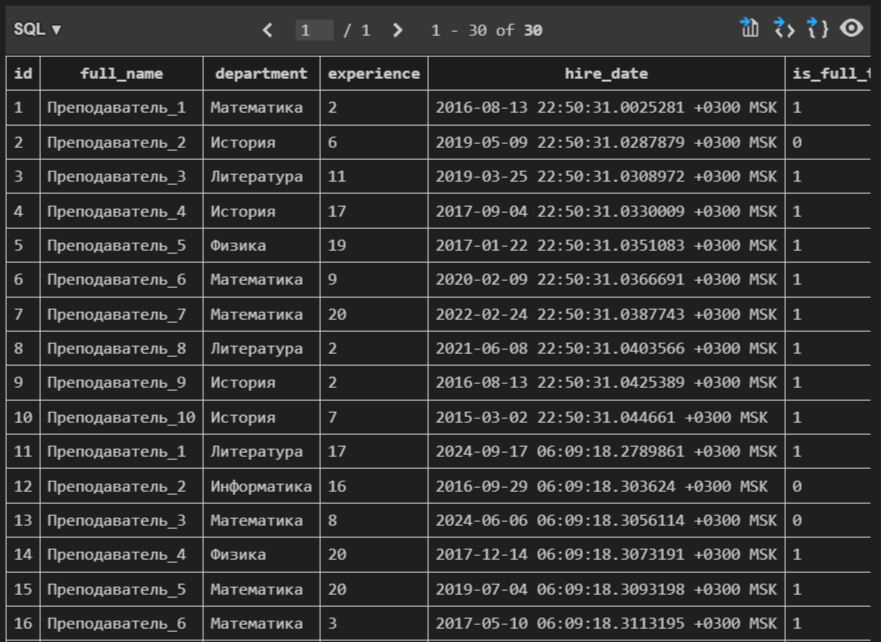 SQL ▼ < 1 / 1 > 1 - 30 of 30
id full_name department experience hire_date is_full_t
1 Преподаватель_1 Математика 2 2016-08-13 22:50:31.0025281 +0300 MSK 1
2 Преподаватель_2 История 6 2019-05-09 22:50:31.0287879 +0300 MSK 0
3 Преподаватель_3 Литература 11 2019-03-25 22:50:31.0308972 +0300 MSK 1
4 Преподаватель_4 История 17 2017-09-04 22:50:31.0330009 +0300 MSK 1
5 Преподаватель_5 Физика 19 2017-01-22 22:50:31.0351083 +0300 MSK 1
6 Преподаватель_6 Математика 9 2020-02-09 22:50:31.0366691 +0300 MSK 1
7 Преподаватель_7 Математика 20 2022-02-24 22:50:31.0387743 +0300 MSK 1
8 Преподаватель_8 Литература 2 2021-06-08 22:50:31.0403566 +0300 MSK 1
9 Преподаватель_9 История 2 2016-08-13 22:50:31.0425389 +0300 MSK 1
10 Преподаватель_10 История 7 2015-03-02 22:50:31.044661 +0300 MSK 1
11 Преподаватель_1 Литература 17 2024-09-17 06:09:18.2789861 +0300 MSK 1
12 Преподаватель_2 Информатика 16 2016-09-29 06:09:18.303624 +0300 MSK 0
13 Преподаватель_3 Математика 8 2024-06-06 06:09:18.3056114 +0300 MSK 0
14 Преподаватель_4 Физика 20 2017-12-14 06:09:18.3073191 +0300 MSK 1
15 Преподаватель_5 Математика 20 2019-07-04 06:09:18.3093198 +0300 MSK 1
16 Преподаватель_6 Математика 3 2017-05-10 06:09:18.3113195 +0300 MSK 1